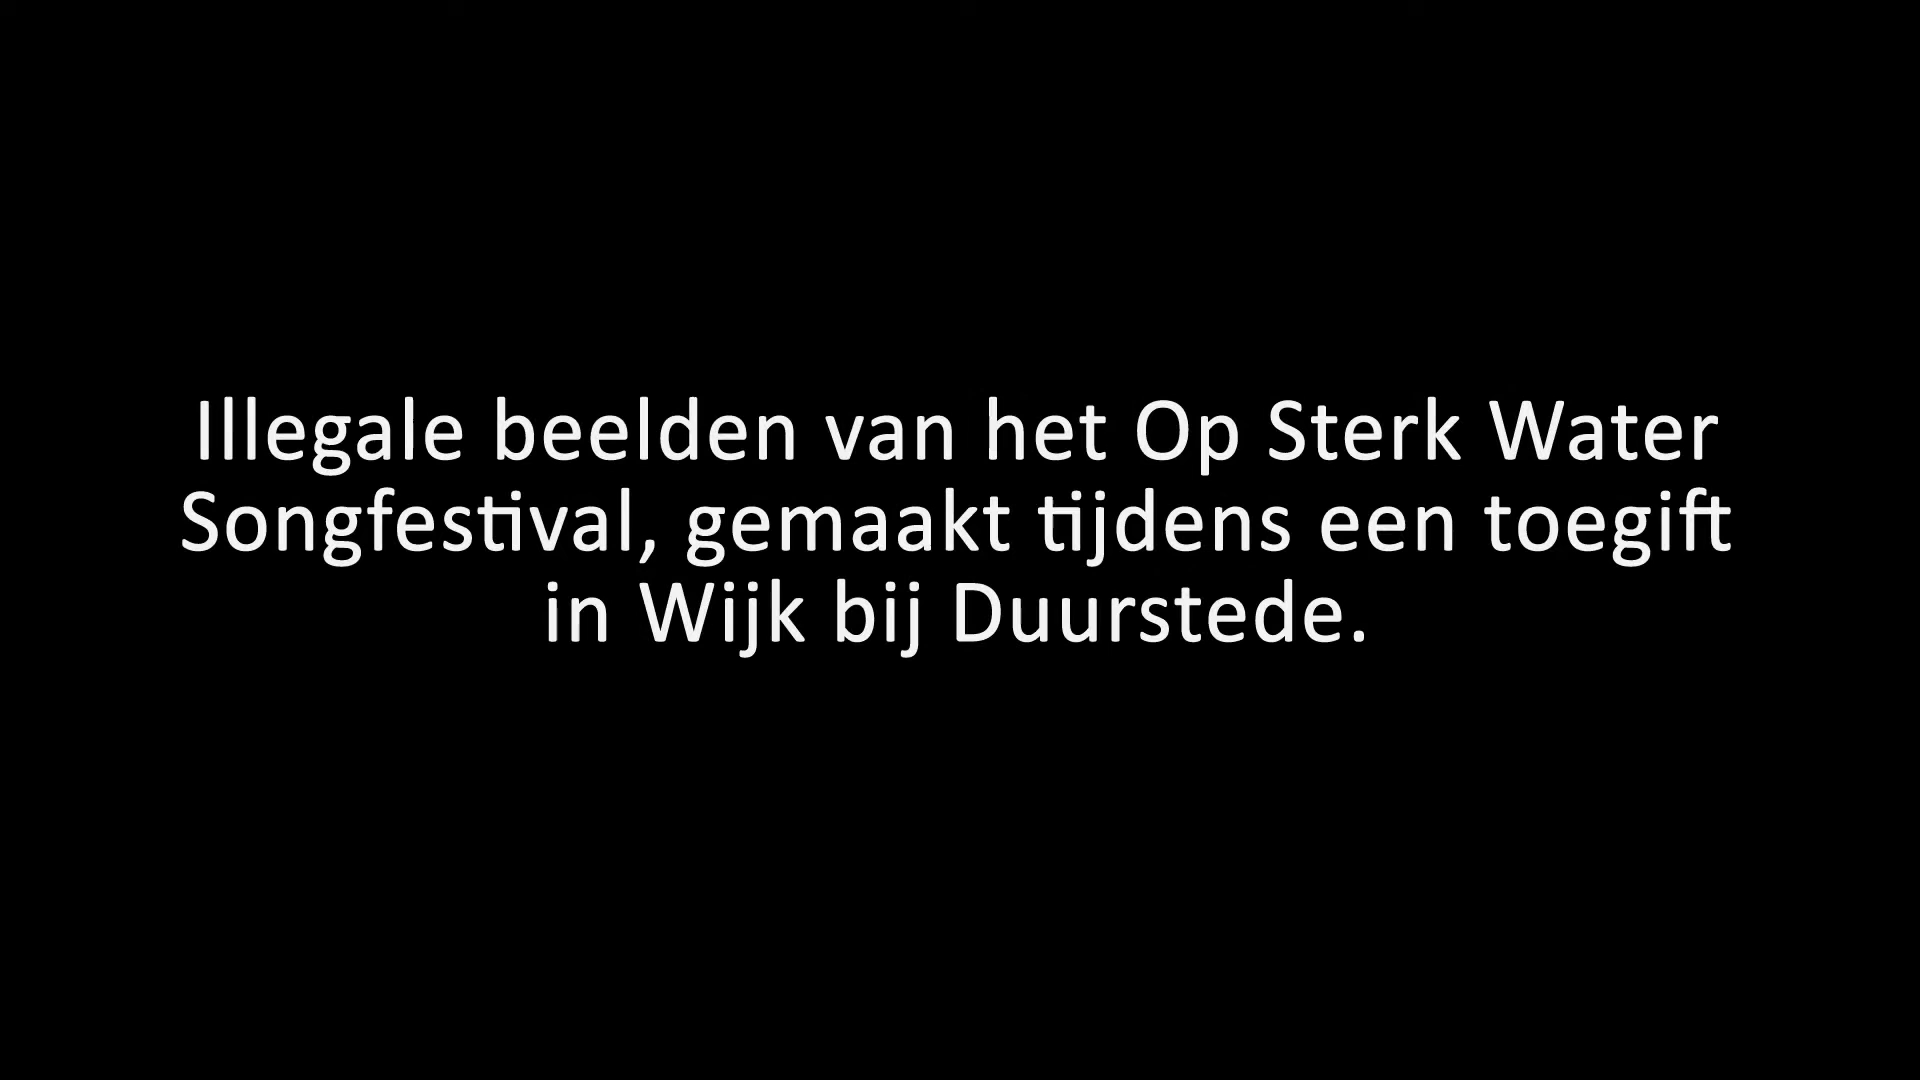 Illegale beelden van het Op Sterk Water
Songfestival, gemaakt tijdens een toegift
in Wijk bij Duurstede.